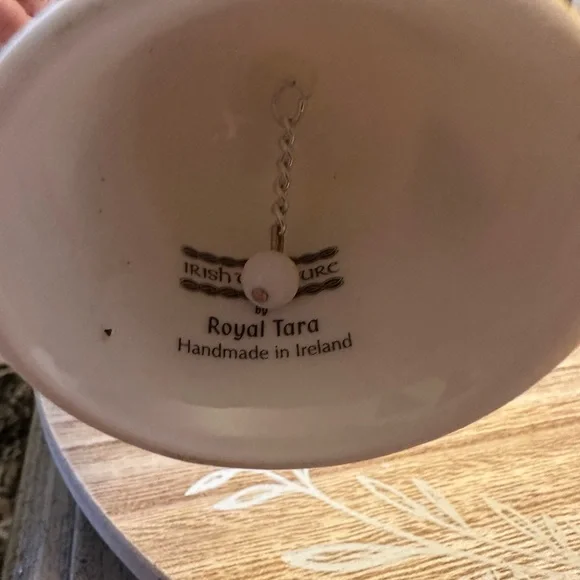 IRISH
by
Royal Tara
Handmade in Ireland